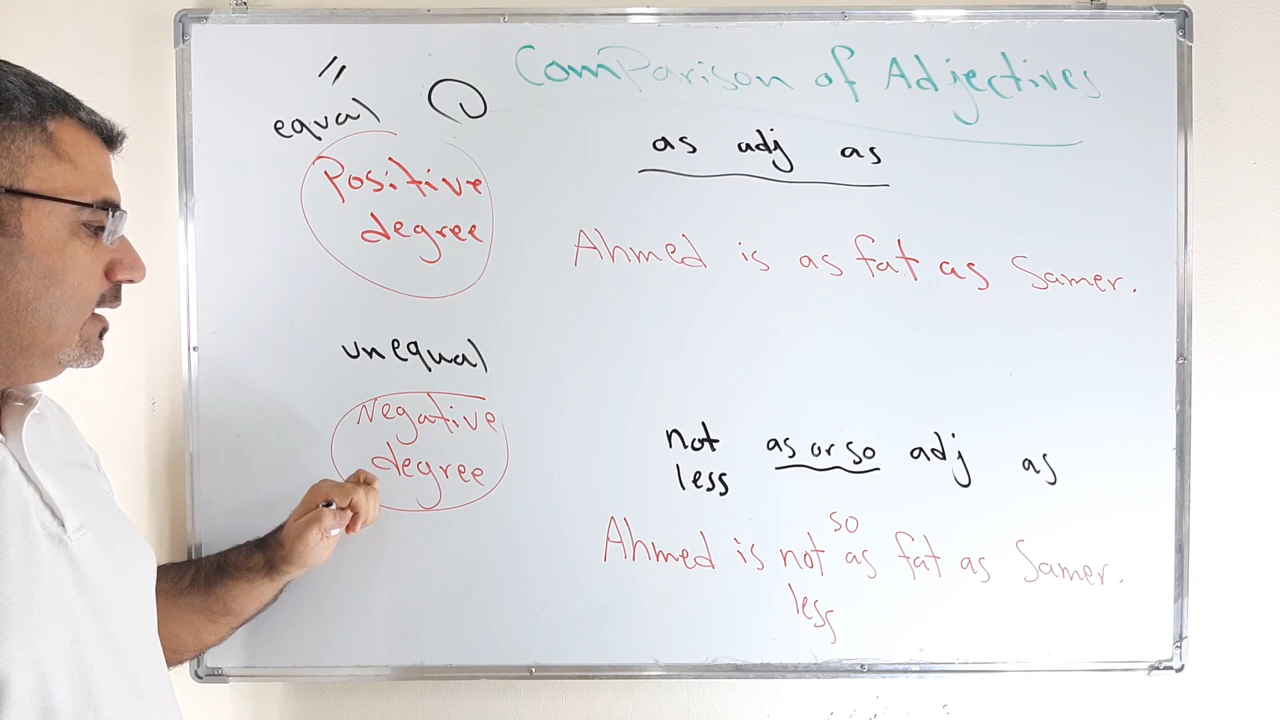 Comparison of Adjectives
"
equal 1
Positive
degree
as adj as
Ahmed is as fat as Samer.
unequal
Negative
degree
not as or so adj as
less
so
Ahmed is not as fat as Samer.
less